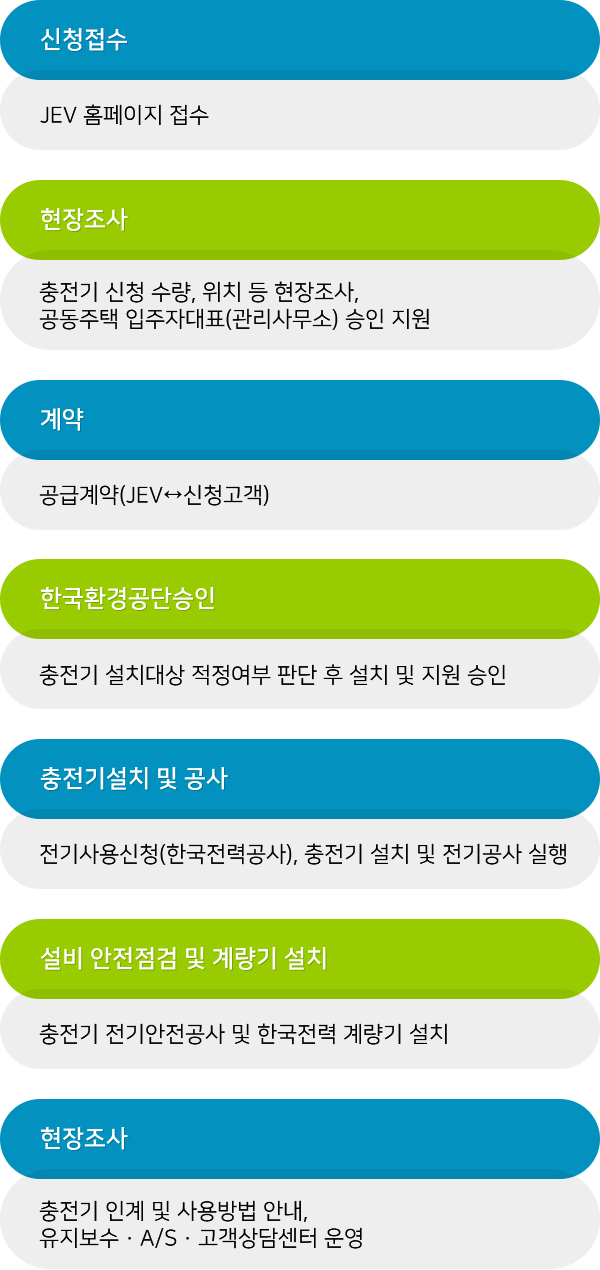 신청접수
JEV 홈페이지 접수
현장조사
충전기 신청 수량, 위치 등 현장조사,
공동주택 입주자대표(관리사무소) 승인 지원
계약
공급계약(JEV↔신청고객)
한국환경공단승인
충전기 설치대상 적정여부 판단 후 설치 및 지원 승인
충전기설치 및 공사
전기사용신청(한국전력공사), 충전기 설치 및 전기공사 실행
설비 안전점검 및 계량기 설치
충전기 전기안전공사 및 한국전력 계량기 설치
현장조사
충전기 인계 및 사용방법 안내,
유지보수 · A/S · 고객상담센터 운영